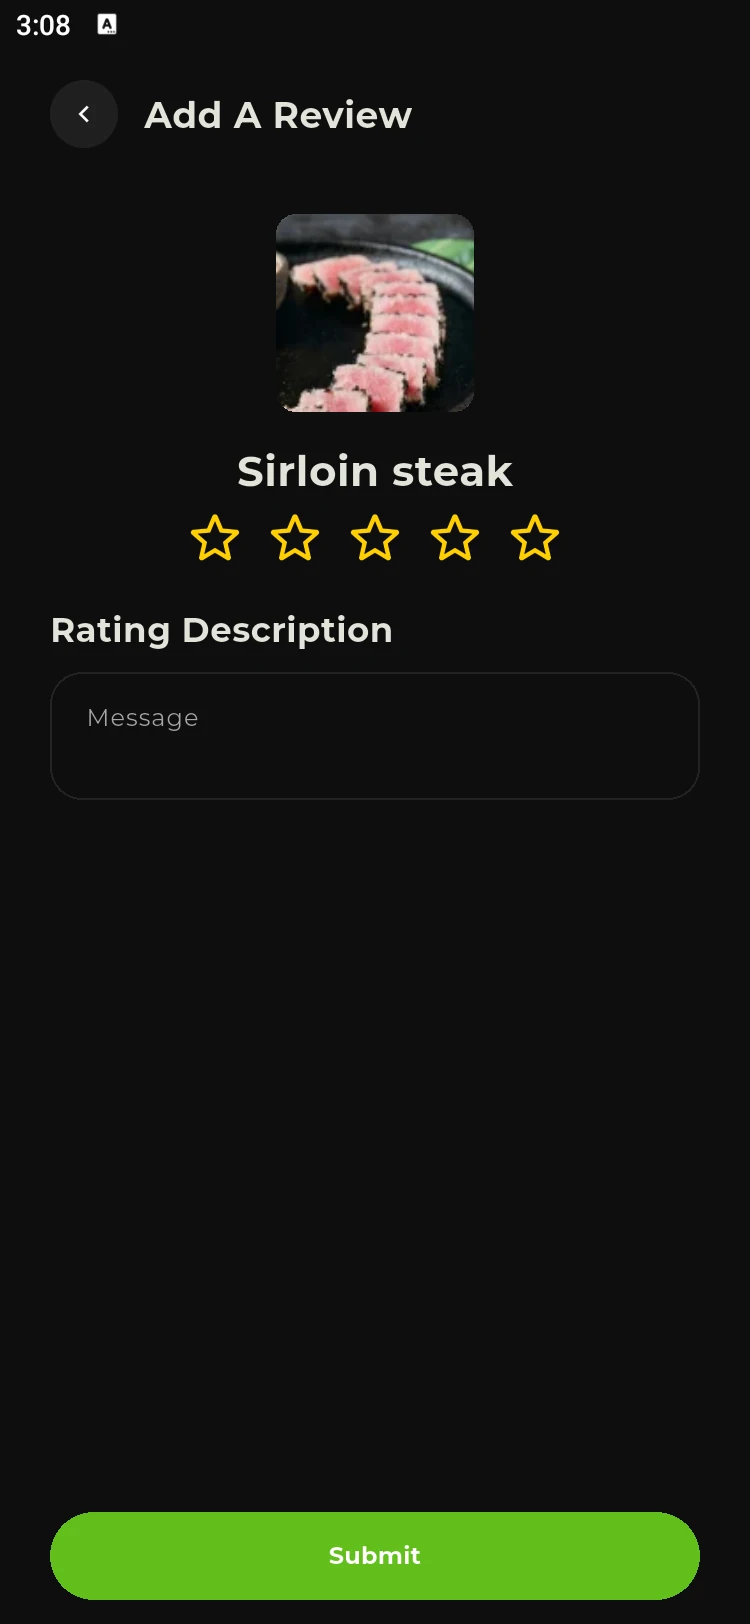 3:08 A
Add A Review
Sirloin steak
Rating Description
Message
Submit